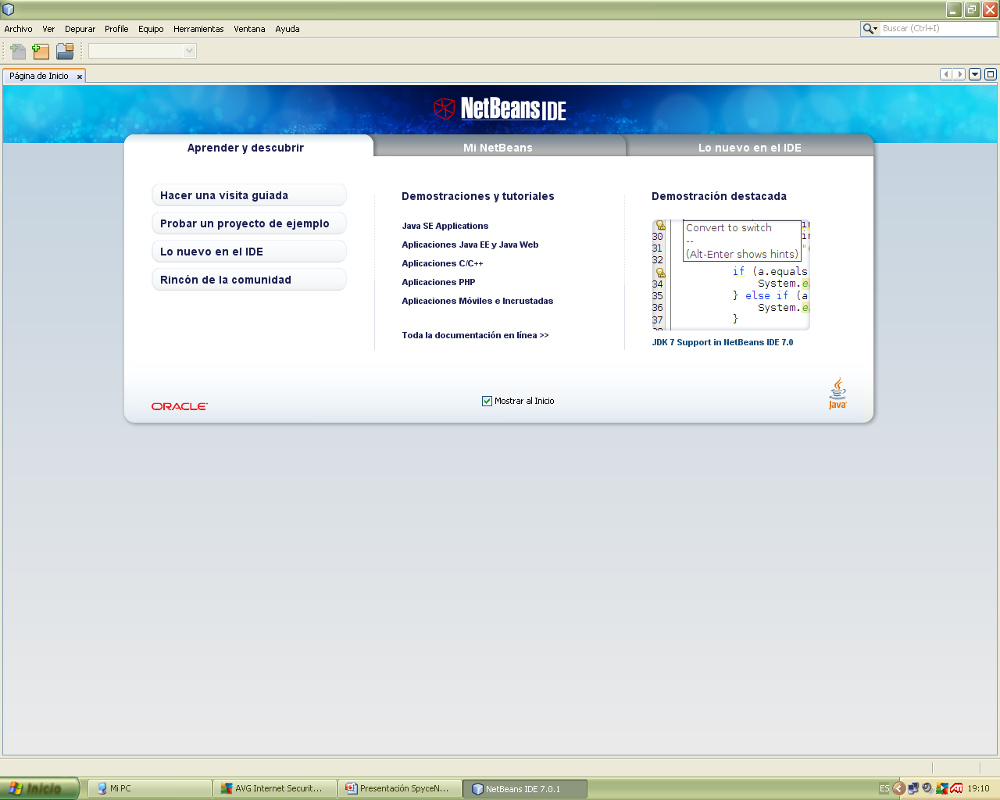 Archivo Ver Depurar Profile Equipo Herramientas Ventana Ayuda
Buscar (Ctrl+I)
Página de Inicio
NetBeans IDE
Aprender y descubrir
Mi NetBeans
Lo nuevo en el IDE
Hacer una visita guiada
Probar un proyecto de ejemplo
Lo nuevo en el IDE
Rincón de la comunidad
Demostraciones y tutoriales
Java SE Applications
Aplicaciones Java EE y Java Web
Aplicaciones C/C++
Aplicaciones PHP
Aplicaciones Móviles e Incrustadas
Toda la documentación en línea >>
Demostración destacada
Convert to switch
--
(Alt-Enter shows hints)
in
30 in
31 "e
32
if (a.equals
34 System.e
35 } else if (a
36 System.e
37 }
JDK 7 Support in NetBeans IDE 7.0
ORACLE
Mostrar al Inicio
Java
Inicio
Mi PC
AVG Internet Securit...
Presentación SpyceN...
NetBeans IDE 7.0.1
ES
19:10